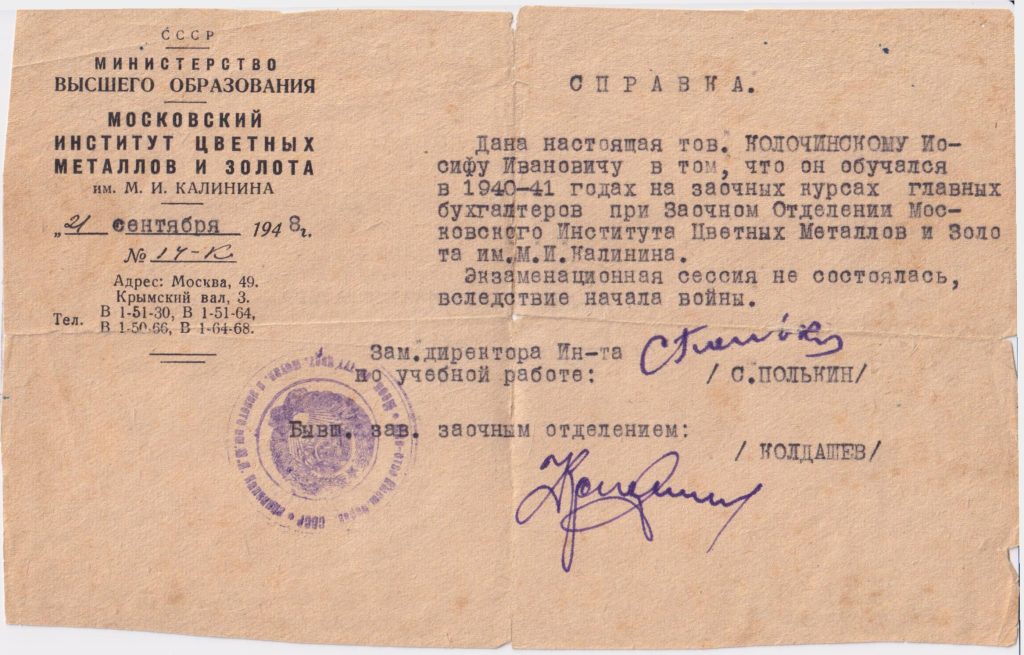 СССР
МИНИСТЕРСТВО
ВЫСШЕГО ОБРАЗОВАНИЯ
МОСКОВСКИЙ
ИНСТИТУТ ЦВЕТНЫХ
МЕТАЛЛОВ И ЗОЛОТА
им. М. И. КАЛИНИНА
„21 сентября 1948г.
№ 14-К
Адрес: Москва, 49.
Крымский вал, 3.
Тел. В 1-51-30, В 1-51-64,
В 1-50-66, В 1-64-68.
СПРАВКА.
Дана настоящая тов. КОЛОЧИНСКОМУ Ио-
сифу Ивановичу в том, что он обучался
в 1940-41 годах на заочных курсах главных
бухгалтеров при Заочном Отделении Мос-
ковского Института Цветных Металлов и Золо
та им.М.И.Калинина.
Экзаменационная сессия не состоялась,
вследствие начала войны.
Зам.директора Ин-та
по учебной работе: / С.ПОЛЬКИН/
Бывш. зав. заочным отделением:
/ КОЛДАШЕВ/